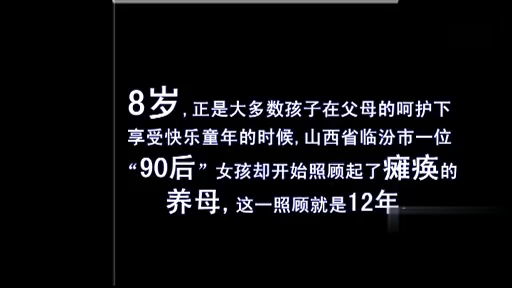 8岁,正是大多数孩子在父母的呵护下
享受快乐童年的时候,山西省临汾市一位
“90后”女孩却开始照顾起了瘫痪的
养母,这一照顾就是12年